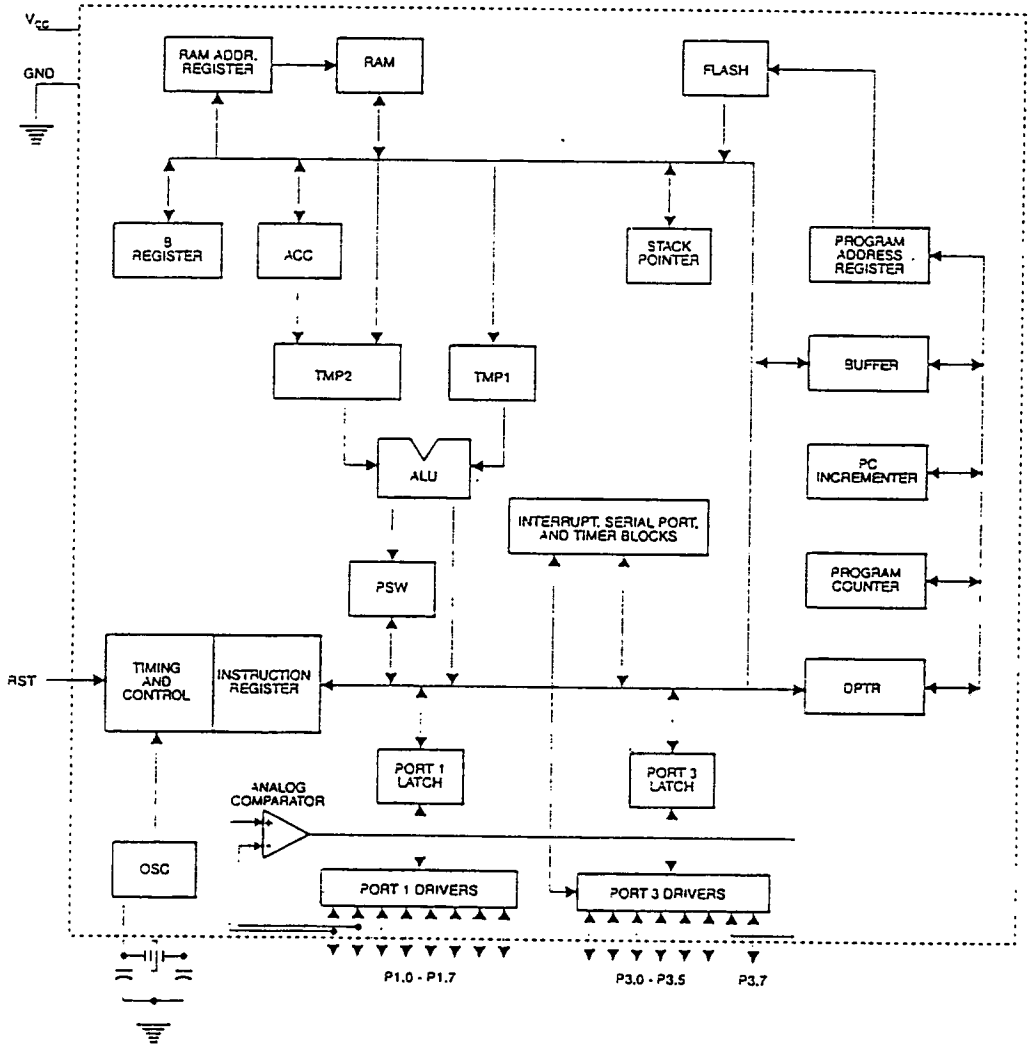 VCC
GND
RAM ADDR.
REGISTER
RAM
FLASH
B
REGISTER
ACC
STACK
POINTER
PROGRAM
ADDRESS
REGISTER
TMP2
TMP1
BUFFER
ALU
PC
INCREMENTER
INTERRUPT, SERIAL PORT,
AND TIMER BLOCKS
PSW
PROGRAM
COUNTER
RST
TIMING
AND
CONTROL
INSTRUCTION
REGISTER
DPTR
PORT 1
LATCH
PORT 3
LATCH
ANALOG
COMPARATOR
+
-
OSC
PORT 1 DRIVERS
PORT 3 DRIVERS
P1.0 - P1.7
P3.0 - P3.5
P3.7